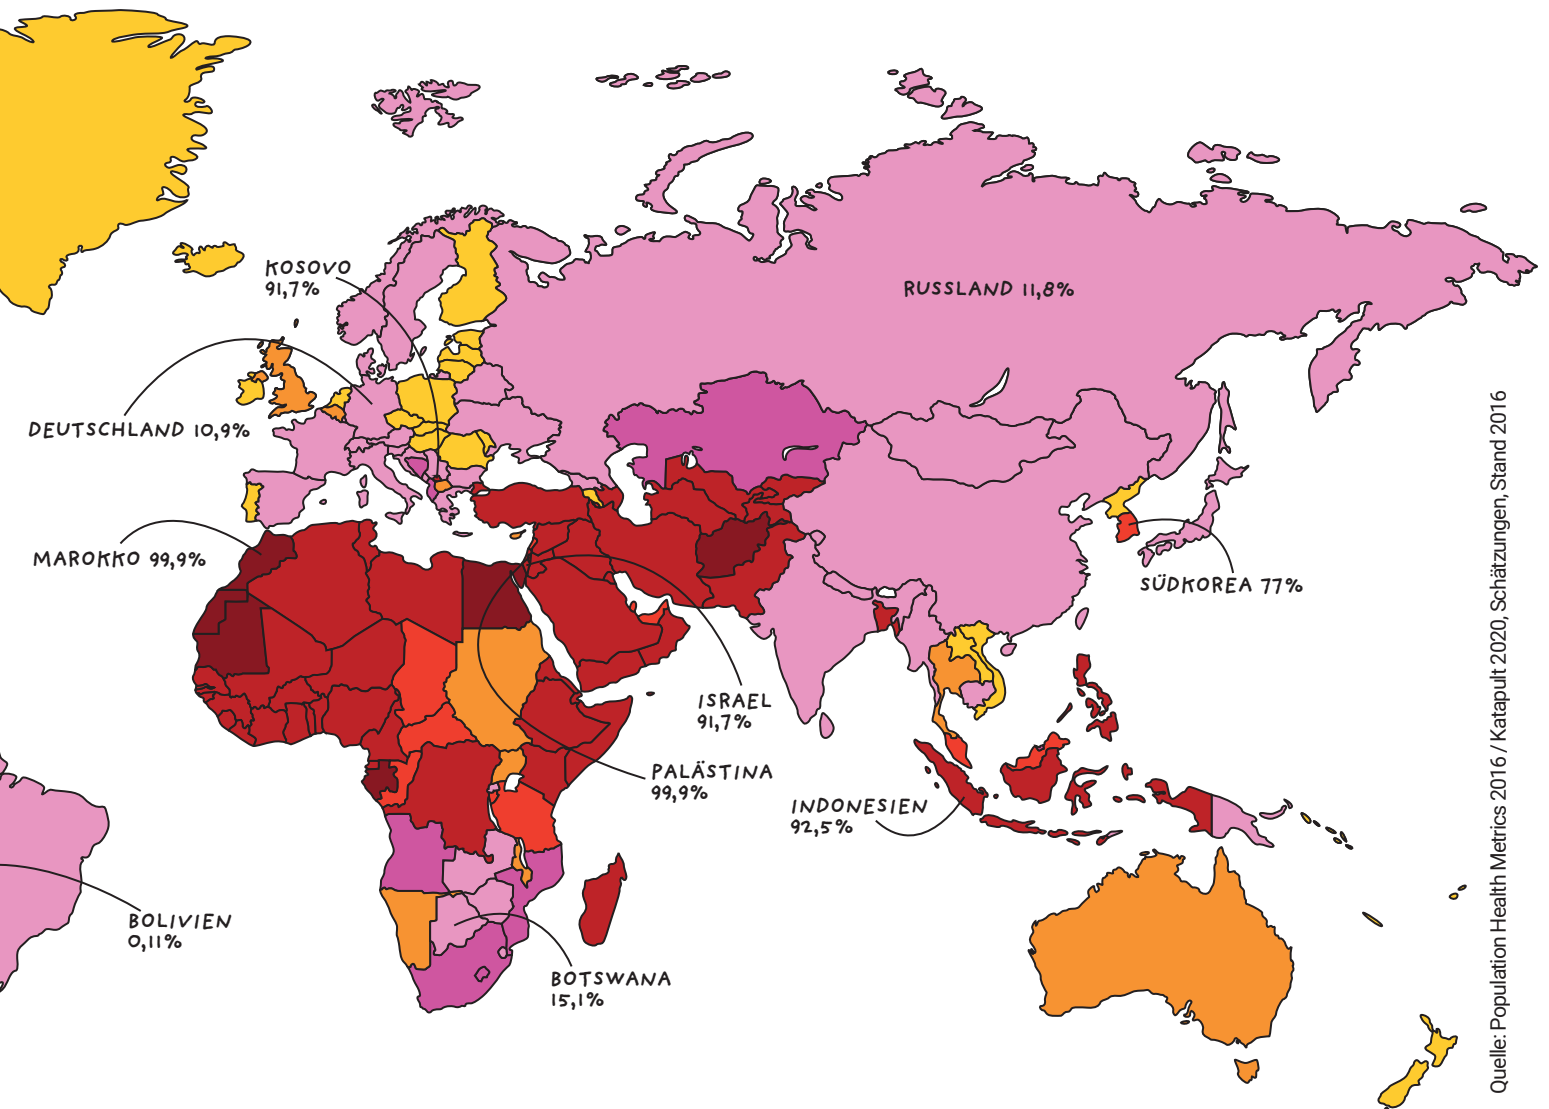 KOSOVO
91,7%
RUSSLAND 11,8%
DEUTSCHLAND 10,9%
MAROKKO 99,9%
SÜDKOREA 77%
ISRAEL
91,7%
PALÄSTINA
99,9%
INDONESIEN
92,5%
BOLIVIEN
0,11%
BOTSWANA
15,1%
Quelle: Population Health Metrics 2016 / Katapult 2020, Schätzungen, Stand 2016